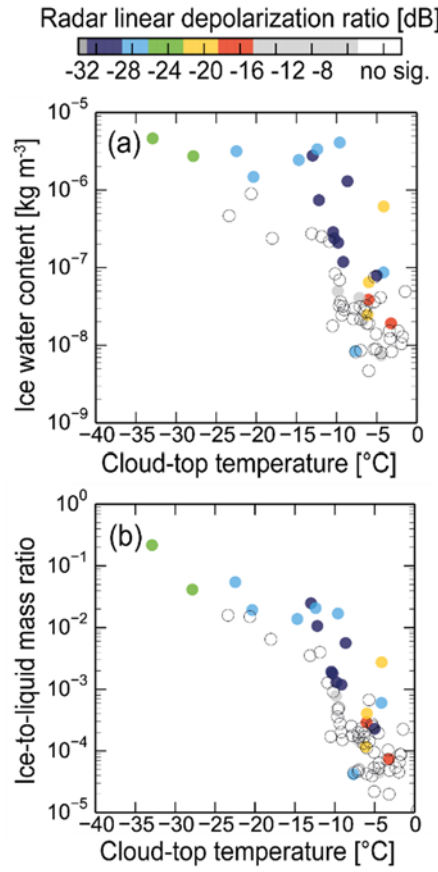 Radar linear depolarization ratio [dB]
-32 -28 -24 -20 -16 -12 -8 no sig.
10⁻⁵
(a)
10⁻⁶
10⁻⁷
10⁻⁸
10⁻⁹
Ice water content [kg m⁻³]
-40 -35 -30 -25 -20 -15 -10 -5 0
Cloud-top temperature [°C]
10⁰
(b)
10⁻¹
10⁻²
10⁻³
10⁻⁴
10⁻⁵
Ice-to-liquid mass ratio
-40 -35 -30 -25 -20 -15 -10 -5 0
Cloud-top temperature [°C]